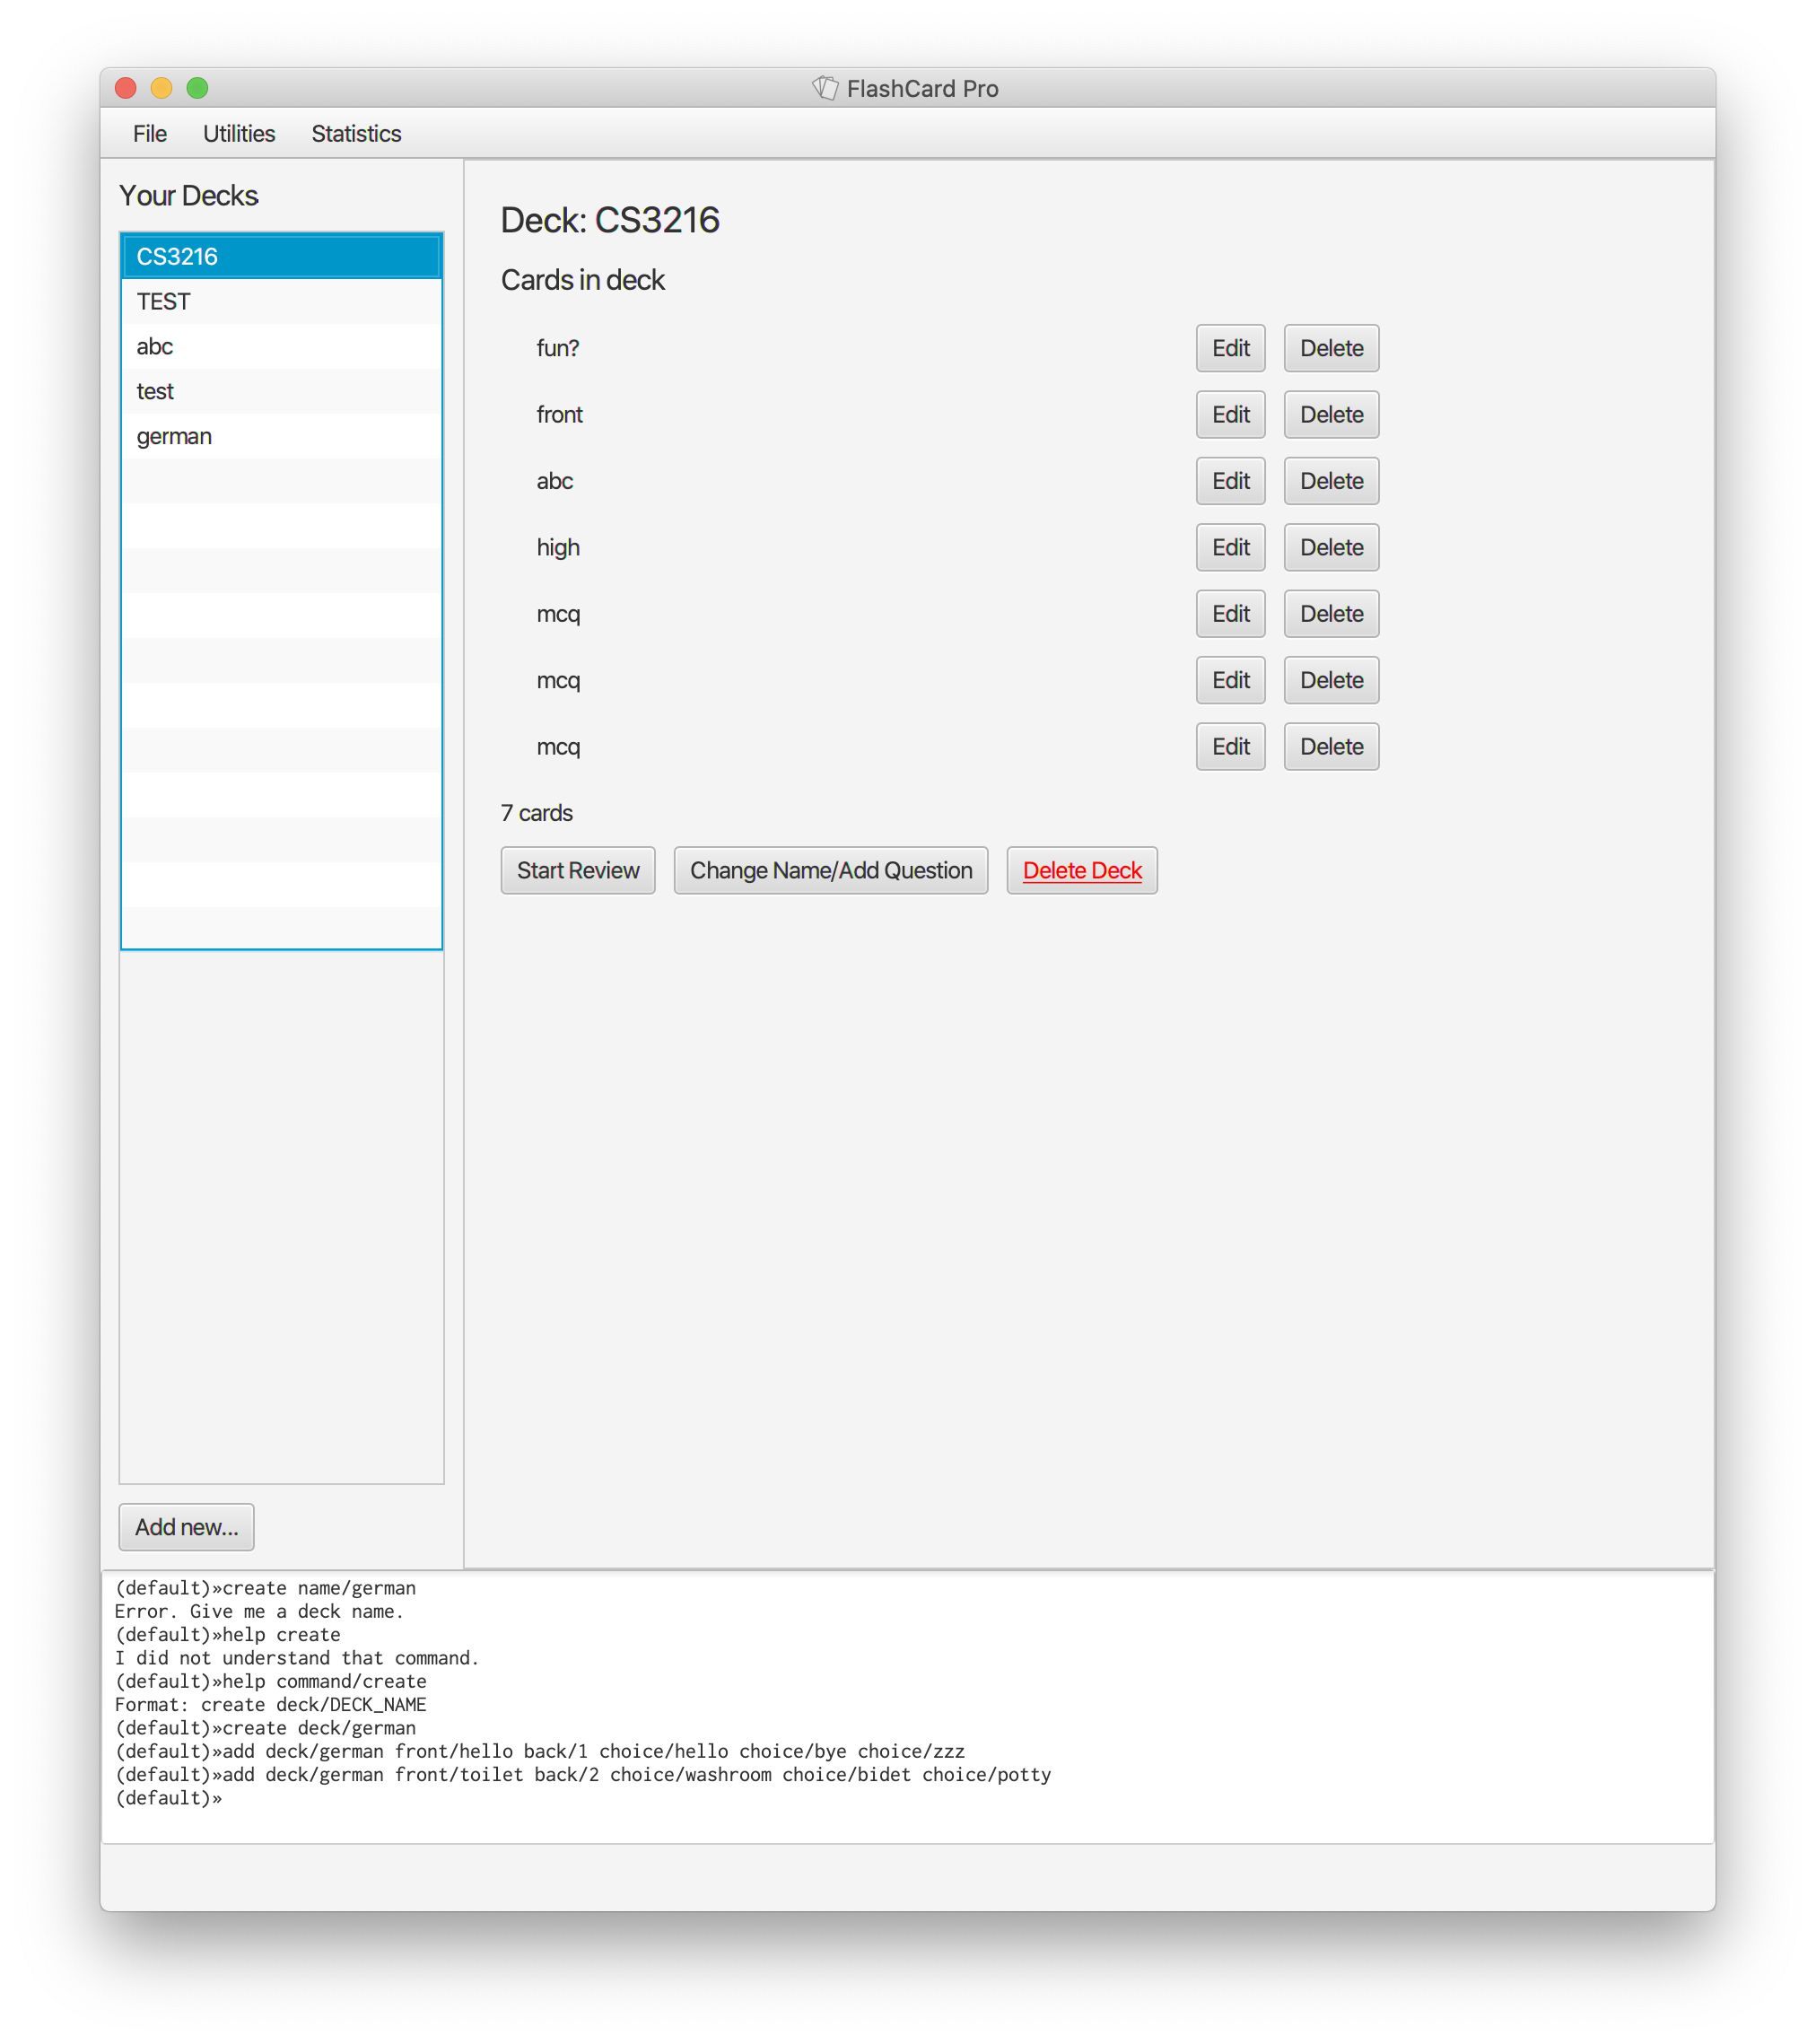 FlashCard Pro
File Utilities Statistics
Your Decks
CS3216
TEST
abc
test
german
Add new...
Deck: CS3216
Cards in deck
fun? Edit Delete
front Edit Delete
abc Edit Delete
high Edit Delete
mcq Edit Delete
mcq Edit Delete
mcq Edit Delete
7 cards
Start Review Change Name/Add Question Delete Deck
(default)»create name/german
Error. Give me a deck name.
(default)»help create
I did not understand that command.
(default)»help command/create
Format: create deck/DECK_NAME
(default)»create deck/german
(default)»add deck/german front/hello back/1 choice/hello choice/bye choice/zzz
(default)»add deck/german front/toilet back/2 choice/washroom choice/bidet choice/potty
(default)»